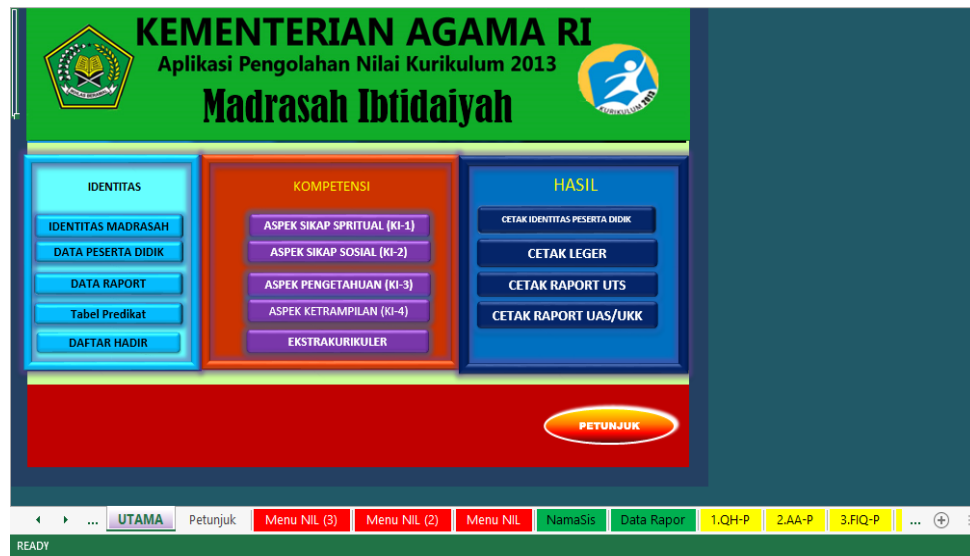 KEMENTERIAN AGAMA RI
Aplikasi Pengolahan Nilai Kurikulum 2013
Madrasah Ibtidaiyah
KURIKULUM 2013
IDENTITAS
IDENTITAS MADRASAH
DATA PESERTA DIDIK
DATA RAPORT
Tabel Predikat
DAFTAR HADIR
KOMPETENSI
ASPEK SIKAP SPRITUAL (KI-1)
ASPEK SIKAP SOSIAL (KI-2)
ASPEK PENGETAHUAN (KI-3)
ASPEK KETRAMPILAN (KI-4)
EKSTRAKURIKULER
HASIL
CETAK IDENTITAS PESERTA DIDIK
CETAK LEGER
CETAK RAPORT UTS
CETAK RAPORT UAS/UKK
PETUNJUK
... UTAMA Petunjuk Menu NIL (3) Menu NIL (2) Menu NIL NamaSis Data Rapor 1.QH-P 2.AA-P 3.FIQ-P ...
READY